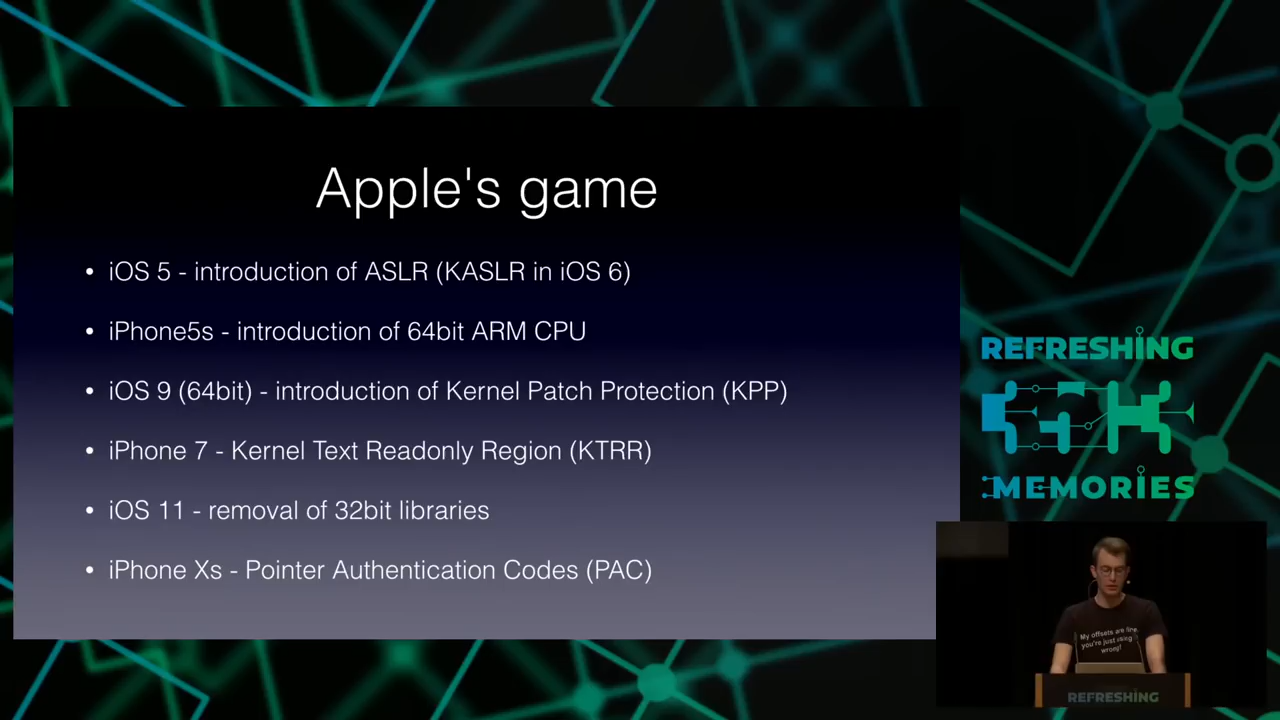 Apple's game
• iOS 5 - introduction of ASLR (KASLR in iOS 6)
• iPhone5s - introduction of 64bit ARM CPU
• iOS 9 (64bit) - introduction of Kernel Patch Protection (KPP)
• iPhone 7 - Kernel Text Readonly Region (KTRR)
• iOS 11 - removal of 32bit libraries
• iPhone Xs - Pointer Authentication Codes (PAC)
REFRESHING
MEMORIES
My offsets are fine,
you're just using
wrong!
REFRESHING